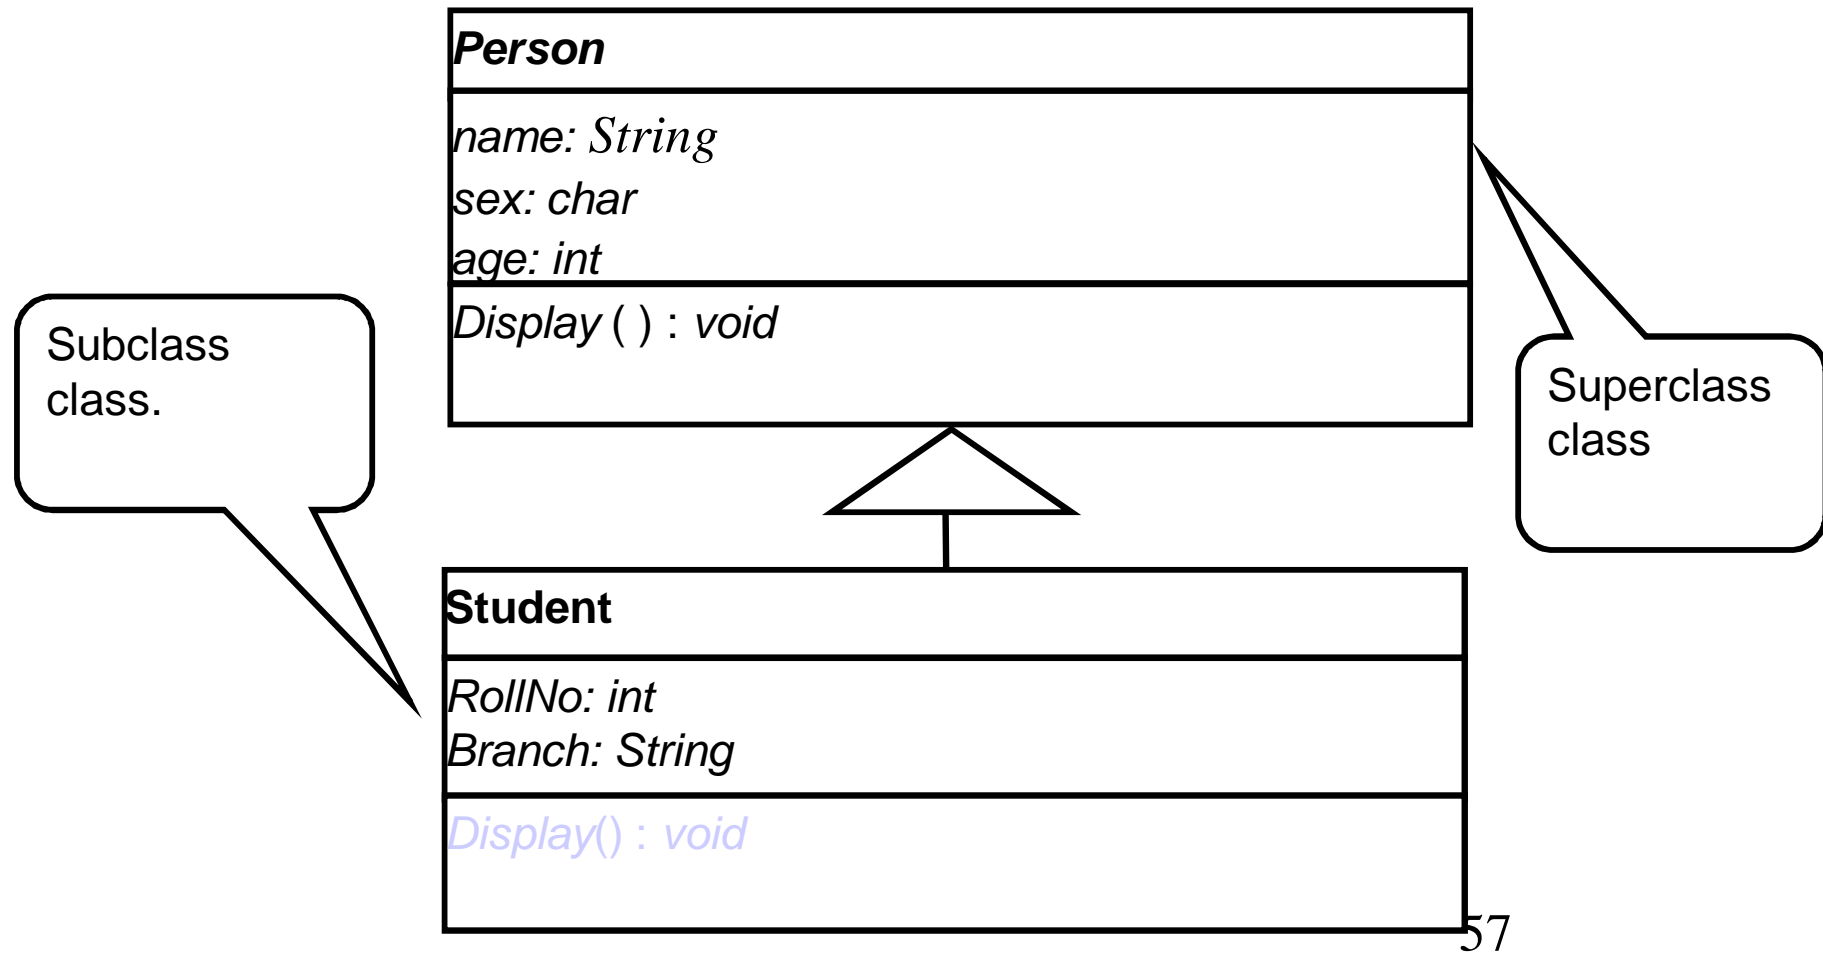 Person
name: String
sex: char
age: int
Display ( ) : void
Subclass
class.
Superclass
class
Student
RollNo: int
Branch: String
Display() : void
57